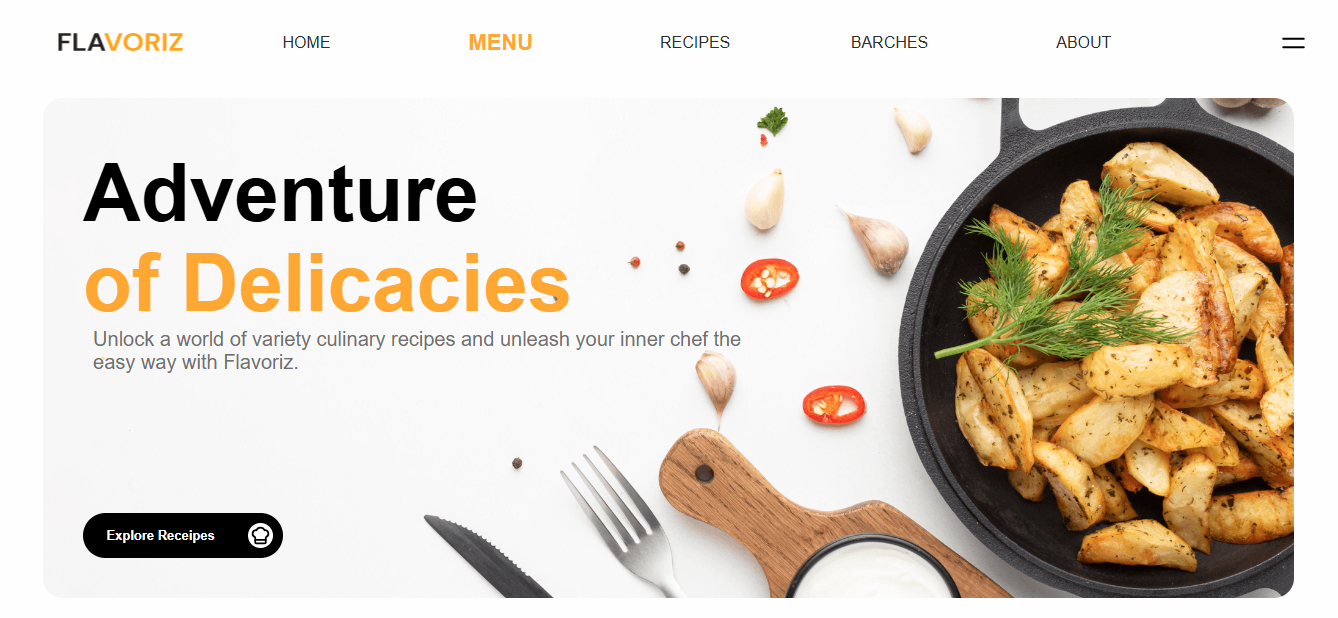 FLAVORIZ HOME MENU RECIPES BARCHES ABOUT
Adventure
of Delicacies
Unlock a world of variety culinary recipes and unleash your inner chef the
easy way with Flavoriz.
Explore Receipes